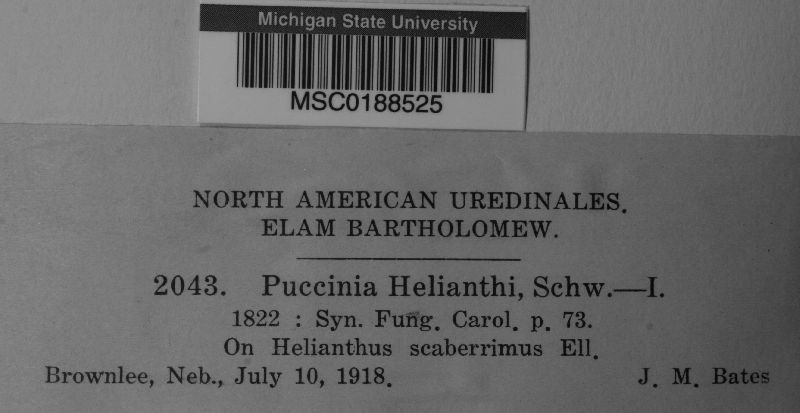 Michigan State University
MSC0188525
NORTH AMERICAN UREDINALES.
ELAM BARTHOLOMEW.
2043. Puccinia Helianthi, Schw.—I.
1822 : Syn. Fung. Carol. p. 73.
On Helianthus scaberrimus Ell.
Brownlee, Neb., July 10, 1918. J. M. Bates